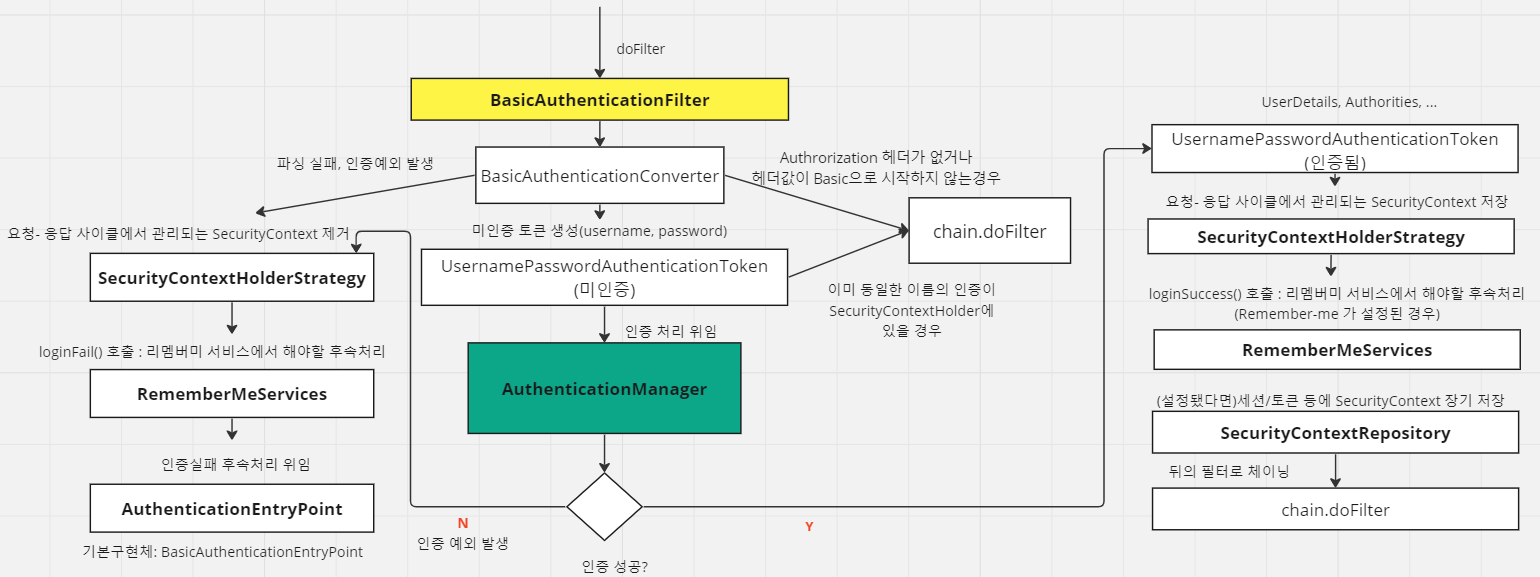 doFilter
BasicAuthenticationFilter
파싱 실패, 인증예외 발생
BasicAuthenticationConverter
Authrorization 헤더가 없거나
헤더값이 Basic으로 시작하지 않는경우
chain.doFilter
미인증 토큰 생성(username, password)
UsernamePasswordAuthenticationToken
(미인증)
이미 동일한 이름의 인증이
SecurityContextHolder에
있을 경우
인증 처리 위임
AuthenticationManager
인증 성공?
N
인증 예외 발생
Y
요청- 응답 사이클에서 관리되는 SecurityContext 제거
SecurityContextHolderStrategy
loginFail() 호출 : 리멤버미 서비스에서 해야할 후속처리
RememberMeServices
인증실패 후속처리 위임
AuthenticationEntryPoint
기본구현체: BasicAuthenticationEntryPoint
UserDetails, Authorities, ...
UsernamePasswordAuthenticationToken
(인증됨)
요청- 응답 사이클에서 관리되는 SecurityContext 저장
SecurityContextHolderStrategy
loginSuccess() 호출 : 리멤버미 서비스에서 해야할 후속처리
(Remember-me 가 설정된 경우)
RememberMeServices
(설정됐다면)세션/토큰 등에 SecurityContext 장기 저장
SecurityContextRepository
뒤의 필터로 체이닝
chain.doFilter